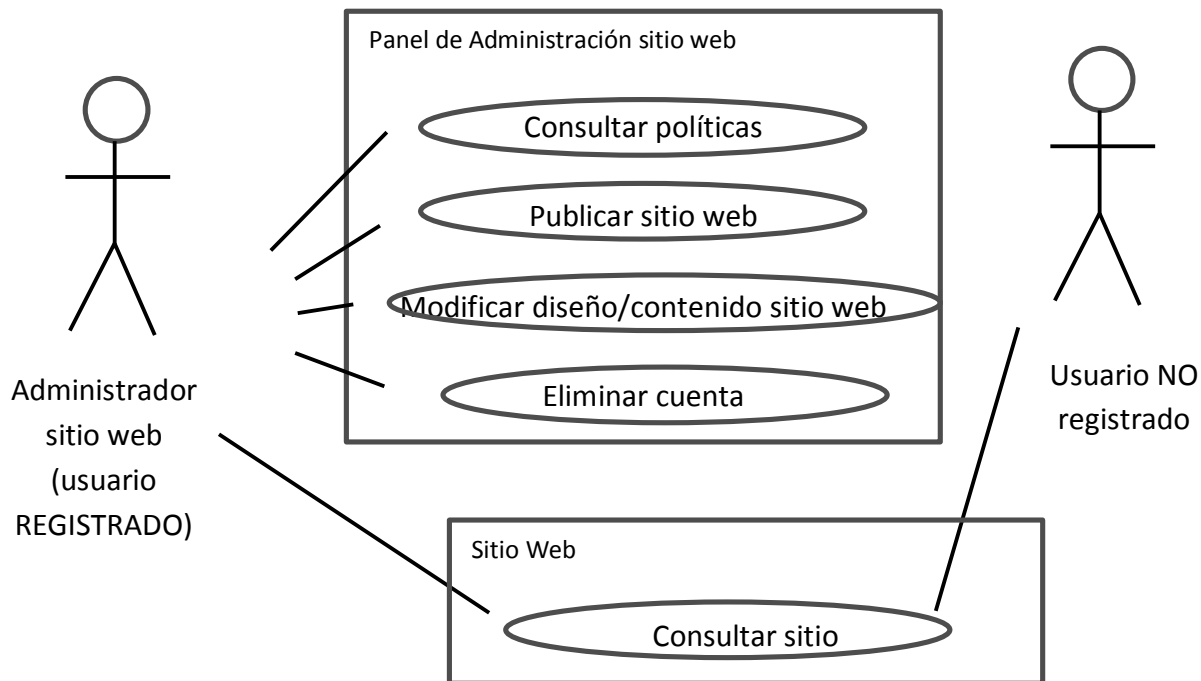 Panel de Administración sitio web
Consultar políticas
Publicar sitio web
Modificar diseño/contenido sitio web
Eliminar cuenta
Administrador
sitio web
(usuario
REGISTRADO)
Usuario NO
registrado
Sitio Web
Consultar sitio